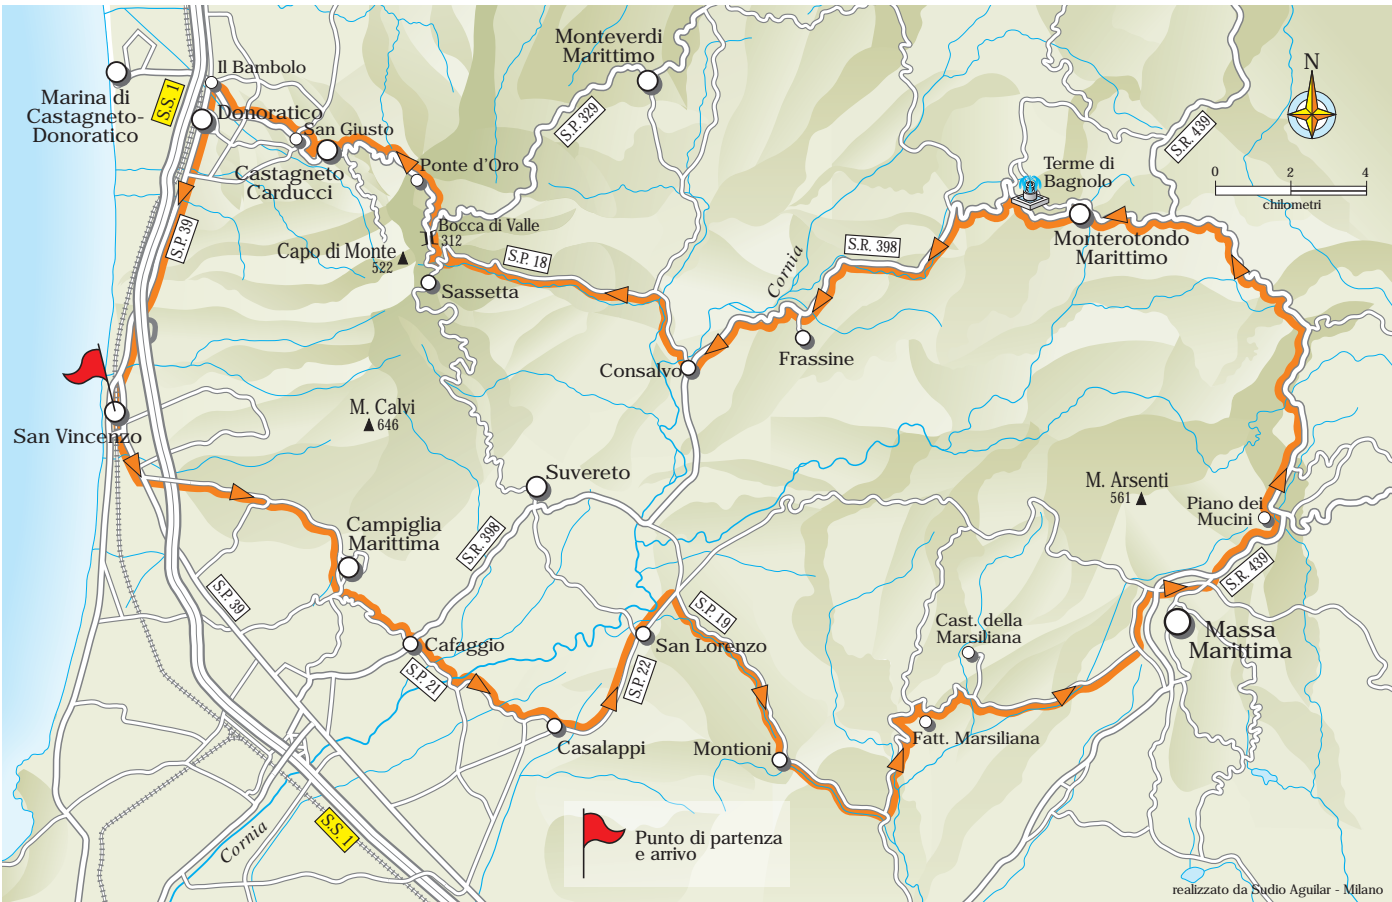 Monteverdi
Marittimo
N
Il Bambolo
Marina di
Castagneto-
Donoratico
S.S. 1
Donoratico
San Giusto
S.P. 329
S.R. 439
Castagneto
Carducci
Ponte d'Oro
Terme di
Bagnolo
0 2 4
chilometri
S.P. 39
Bocca di Valle
312
Capo di Monte
522
S.P. 18
Cornia
S.R. 398
Monterotondo
Marittimo
Sassetta
Frassine
Consalvo
M. Calvi
646
San Vincenzo
Suvereto
M. Arsenti
561
Piano dei
Mucini
Campiglia
Marittima
S.R. 398
S.R. 439
S.P. 39
S.P. 19
Cast. della
Marsiliana
Massa
Marittima
Cafaggio
San Lorenzo
S.P. 21
S.P. 22
Casalappi
Montioni
Fatt. Marsiliana
Cornia
S.S. 1
Punto di partenza
e arrivo
realizzato da Sudio Aguilar - Milano